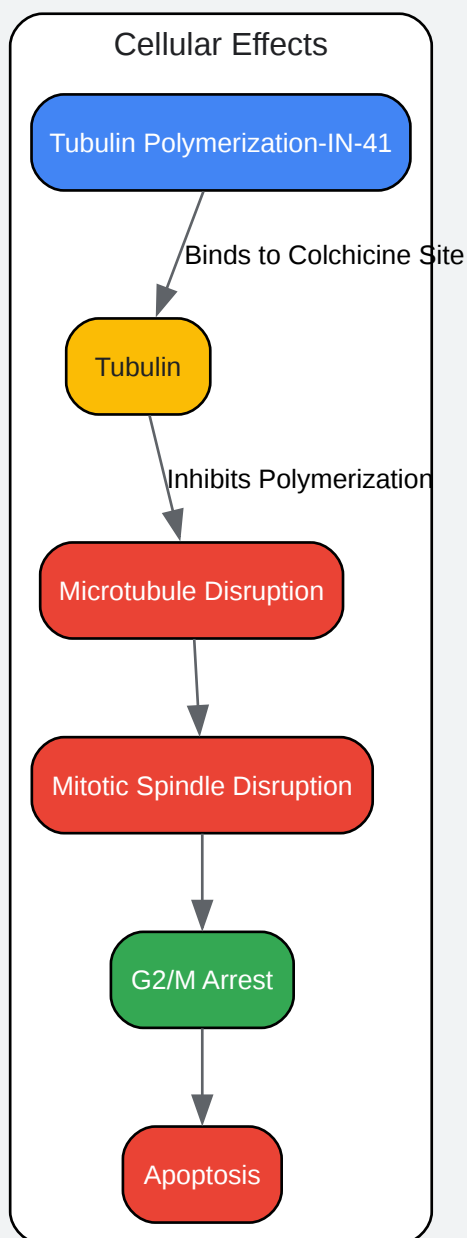 Cellular Effects
Tubulin Polymerization-IN-41
Binds to Colchicine Site
Tubulin
Inhibits Polymerization
Microtubule Disruption
Mitotic Spindle Disruption
G2/M Arrest
Apoptosis